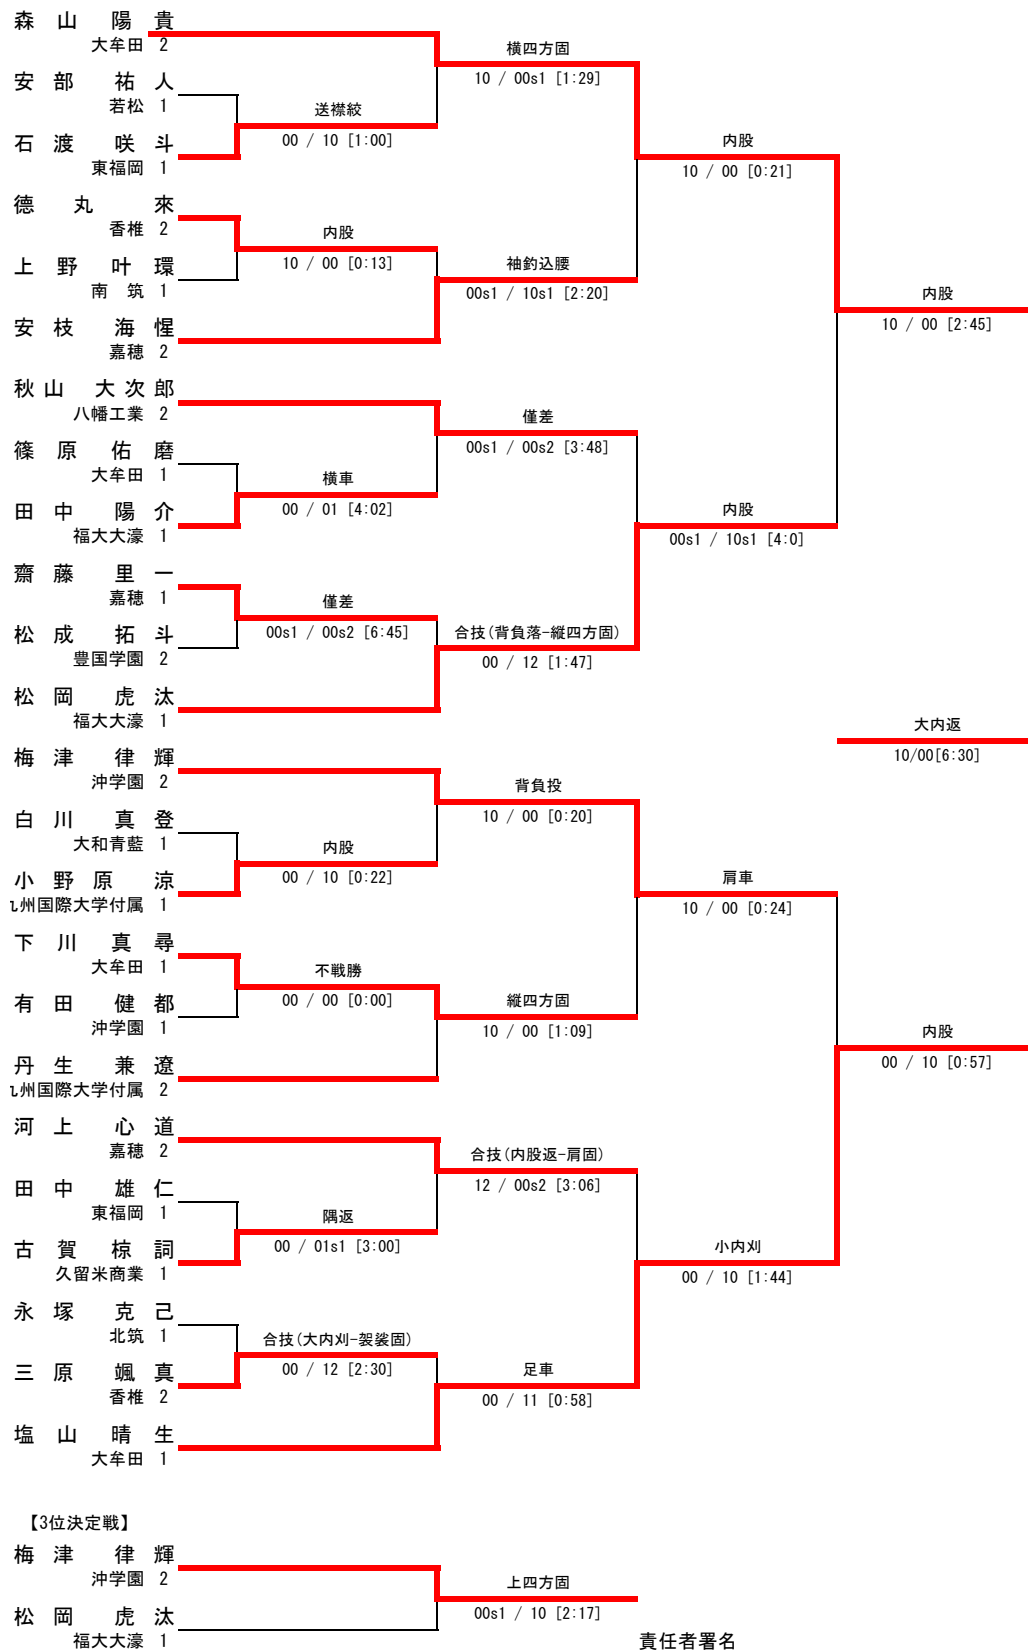 森山 陽貴
大牟田 2
横四方固
10 / 00s1 [1:29]
安部 祐人
若松 1
送襟絞
00 / 10 [1:00]
石渡 咲斗
東福岡 1
内股
10 / 00 [0:21]
德丸 來
香椎 2
内股
10 / 00 [0:13]
上野 叶環
南 筑 1
袖釣込腰
00s1 / 10s1 [2:20]
内股
10 / 00 [2:45]
安枝 海惺
嘉穂 2
秋山 大次郎
八幡工業 2
僅差
00s1 / 00s2 [3:48]
篠原 佑磨
大牟田 1
横車
00 / 01 [4:02]
田中 陽介
福大大濠 1
内股
00s1 / 10s1 [4:0]
齋藤 里一
嘉穂 1
僅差
00s1 / 00s2 [6:45]
松成 拓斗
豊国学園 2
合技(背負落-縦四方固)
00 / 12 [1:47]
松岡 虎汰
福大大濠 1
大内返
10/00[6:30]
梅津 律輝
沖学園 2
背負投
10 / 00 [0:20]
白川 真登
大和青藍 1
内股
00 / 10 [0:22]
小野原 涼
九州国際大学付属 1
肩車
10 / 00 [0:24]
下川 真尋
大牟田 1
不戦勝
00 / 00 [0:00]
有田 健都
沖学園 1
縦四方固
10 / 00 [1:09]
内股
00 / 10 [0:57]
丹生 兼遼
九州国際大学付属 2
河上 心道
嘉穂 2
合技(内股返-肩固)
12 / 00s2 [3:06]
田中 雄仁
東福岡 1
隅返
00 / 01s1 [3:00]
古賀 椋詞
久留米商業 1
小内刈
00 / 10 [1:44]
永塚 克己
北筑 1
合技(大内刈-袈裟固)
00 / 12 [2:30]
三原 颯真
香椎 2
足車
00 / 11 [0:58]
塩山 晴生
大牟田 1
【3位決定戦】
梅津 律輝
沖学園 2
上四方固
00s1 / 10 [2:17]
松岡 虎汰
福大大濠 1
責任者署名